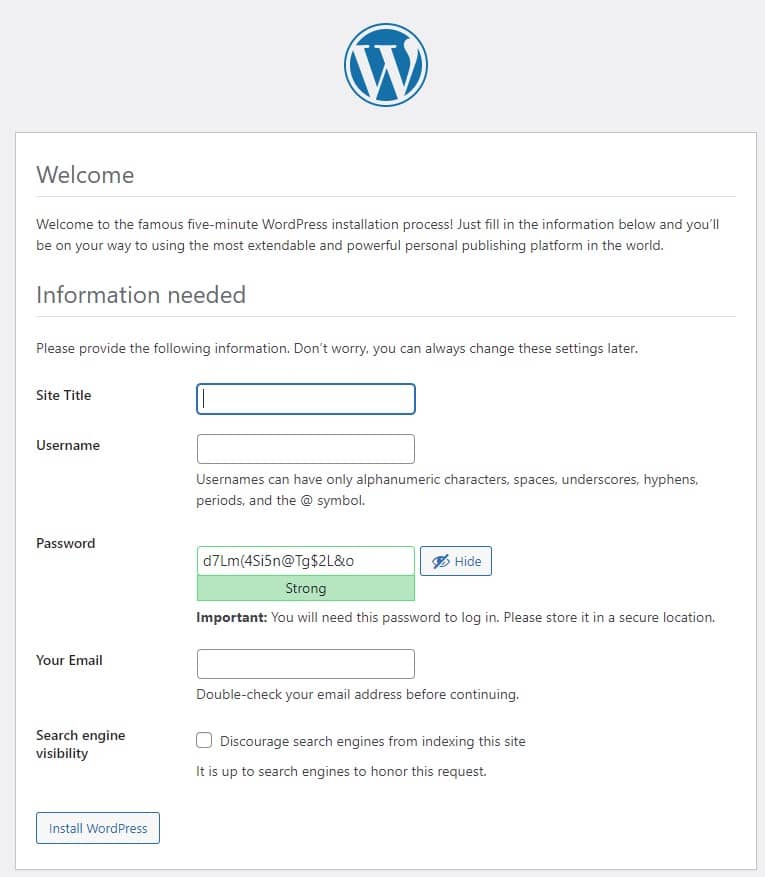 W
Welcome
Welcome to the famous five-minute WordPress installation process! Just fill in the information below and you’ll
be on your way to using the most extendable and powerful personal publishing platform in the world.
Information needed
Please provide the following information. Don’t worry, you can always change these settings later.
Site Title
Username
Usernames can have only alphanumeric characters, spaces, underscores, hyphens,
periods, and the @ symbol.
Password
d7Lm(4Si5n@Tg$2L&o
Hide
Strong
Important: You will need this password to log in. Please store it in a secure location.
Your Email
Double-check your email address before continuing.
Search engine
visibility
Discourage search engines from indexing this site
It is up to search engines to honor this request.
Install WordPress